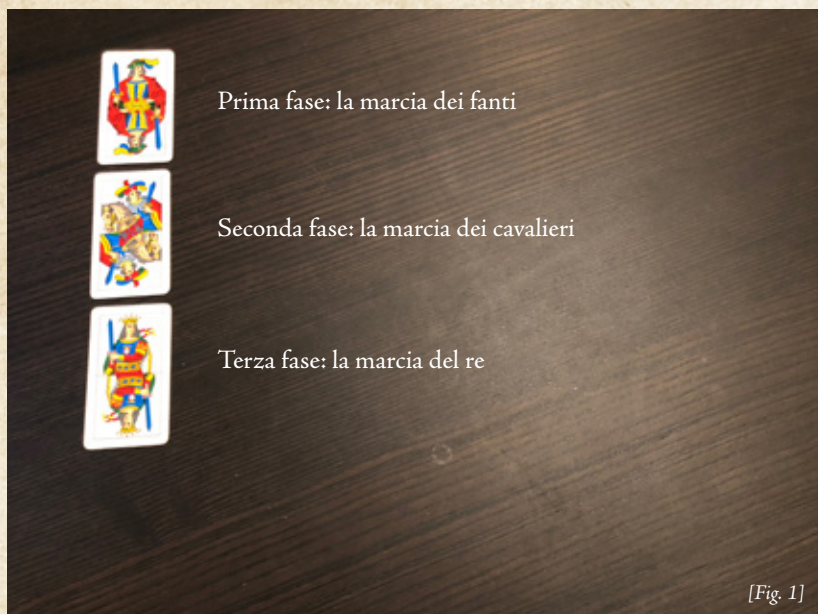 Prima fase: la marcia dei fanti
Seconda fase: la marcia dei cavalieri
Terza fase: la marcia del re
[Fig. 1]